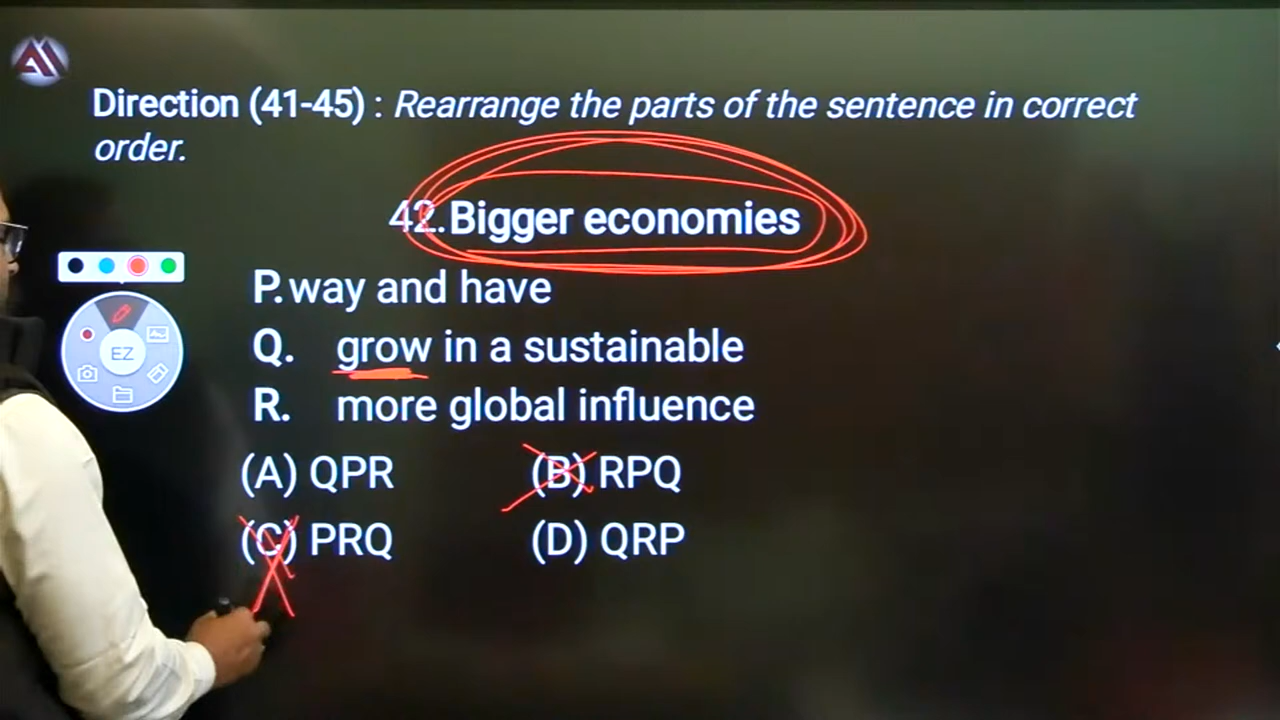 Direction (41-45) : Rearrange the parts of the sentence in correct
order.
42. Bigger economies
P. way and have
Q. grow in a sustainable
R. more global influence
EZ
(A) QPR (B) RPQ
(C) PRQ (D) QRP